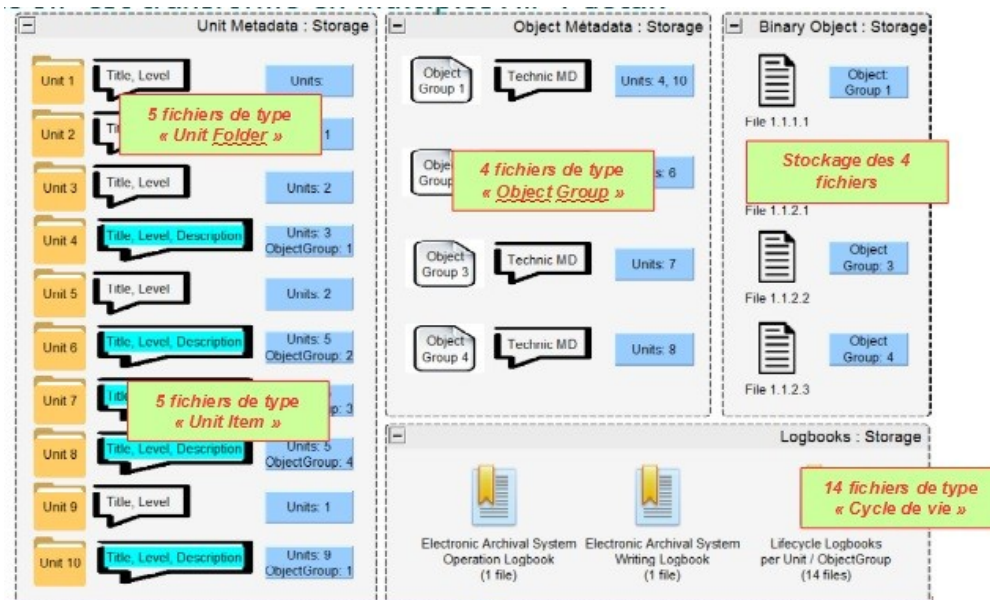 Unit Metadata : Storage
Unit 1
Title, Level
Units:
5 fichiers de type
« Unit Folder »
Unit 2
1
Unit 3
Title, Level
Units: 2
Unit 4
Title, Level, Description
Units: 3
ObjectGroup: 1
Unit 5
Title, Level
Units: 2
Unit 6
Title, Level, Description
Units: 5
ObjectGroup: 2
Unit 7
5 fichiers de type
« Unit Item »
p: 3
Unit 8
Title, Level, Description
Units: 5
ObjectGroup: 4
Unit 9
Title, Level
Units: 1
Unit 10
Title, Level, Description
Units: 9
ObjectGroup: 1
Object Métadata : Storage
Object
Group 1
Technic MD
Units: 4, 10
4 fichiers de type
« Object Group »
s: 6
Object
Group 3
Technic MD
Units: 7
Object
Group 4
Technic MD
Units: 8
Binary Object : Storage
Object:
Group 1
File 1.1.1.1
Stockage des 4
fichiers
File 1.1.2.1
Object
Group: 3
File 1.1.2.2
Object
Group: 4
File 1.1.2.3
Logbooks : Storage
14 fichiers de type
« Cycle de vie »
Electronic Archival System
Operation Logbook
(1 file)
Electronic Archival System
Writing Logbook
(1 file)
Lifecycle Logbooks
per Unit / ObjectGroup
(14 files)